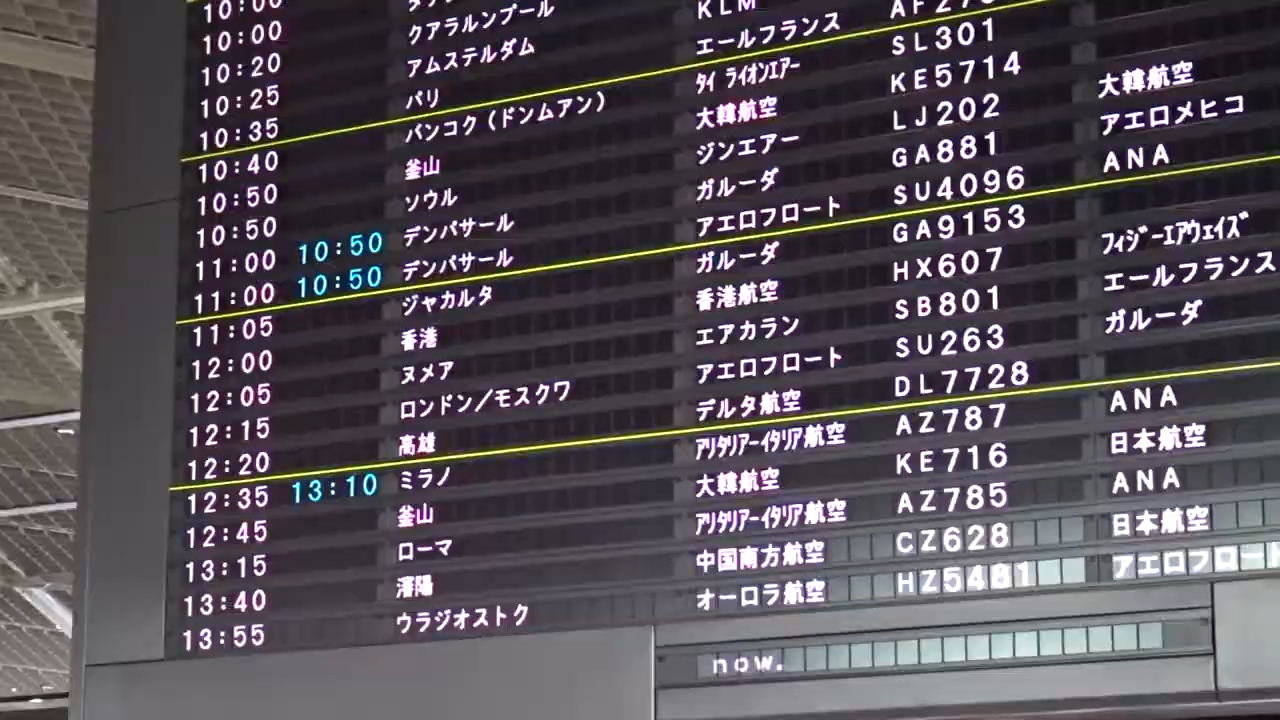 10:00
10:00
10:20 クアラルンプール
10:25 アムステルダム KLM
10:35 パリ エールフランス
10:40 バンコク(ドンムアン) タイ ライオンエアー SL301
10:50 釜山 大韓航空 KE5714
10:50 ソウル ジンエアー LJ202 大韓航空
11:00 10:50 デンパサール ガルーダ GA881 アエロメヒコ
11:00 10:50 デンパサール アエロフロート SU4096 ANA
11:05 ジャカルタ ガルーダ GA9153
12:00 香港 香港航空 HX607 フィジーエアウェイズ
12:05 ヌメア エアカラン SB801 エールフランス
12:15 ロンドン/モスクワ アエロフロート SU263 ガルーダ
12:20 高雄 デルタ航空 DL7728
12:35 13:10 ミラノ アリタリアーイタリア航空 AZ787 ANA
12:45 釜山 大韓航空 KE716 日本航空
13:15 ローマ アリタリアーイタリア航空 AZ785 ANA
13:40 瀋陽 中国南方航空 CZ628 日本航空
13:55 ウラジオストク オーロラ航空 HZ5481 アエロフロート
now.